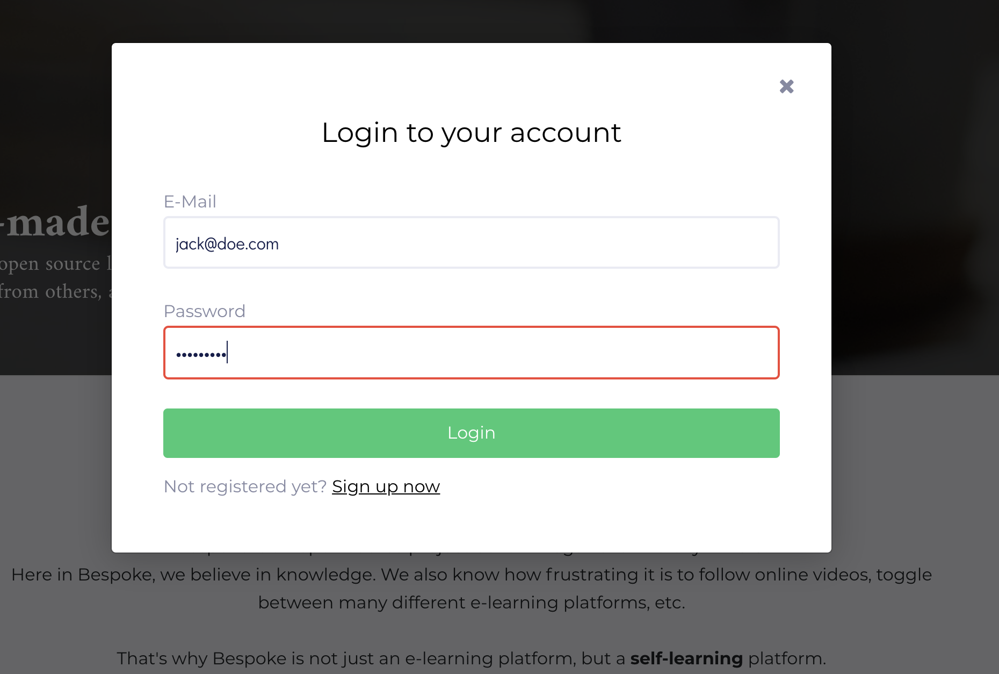 Login to your account
E-Mail
jack@doe.com
Password
•••••••••
Login
Not registered yet? Sign up now
-made
open source l
from others, a
Here in Bespoke, we believe in knowledge. We also know how frustrating it is to follow online videos, toggle
between many different e-learning platforms, etc.
That's why Bespoke is not just an e-learning platform, but a self-learning platform.